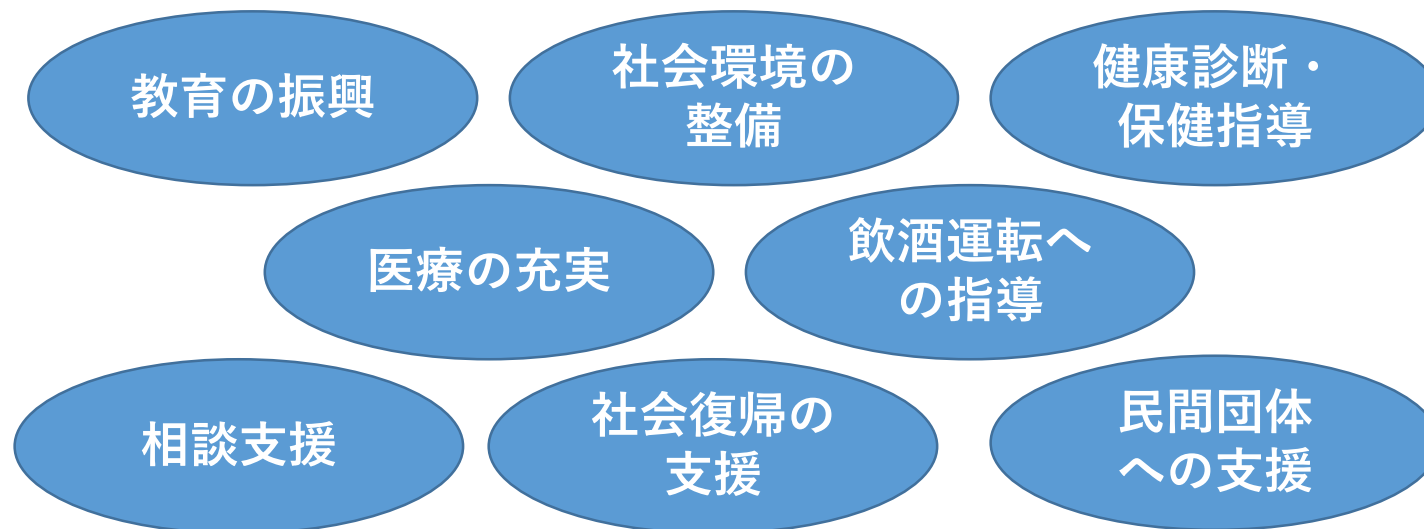 教育の振興
社会環境の
整備
健康診断・
保健指導
医療の充実
飲酒運転へ
の指導
相談支援
社会復帰の
支援
民間団体
への支援